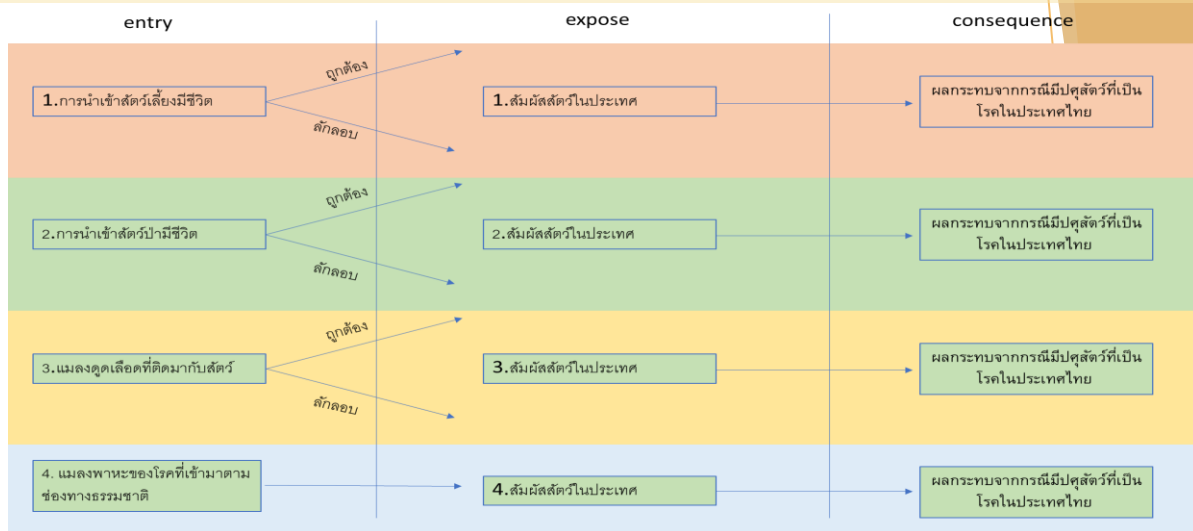 entry
expose
consequence
ถูกต้อง
1.การนำเข้าสัตว์เลี้ยงมีชีวิต
ลักลอบ
1.สัมผัสสัตว์ในประเทศ
ผลกระทบจากกรณีมีปศุสัตว์ที่เป็น
โรคในประเทศไทย
ถูกต้อง
2.การนำเข้าสัตว์ป่ามีชีวิต
ลักลอบ
2.สัมผัสสัตว์ในประเทศ
ผลกระทบจากกรณีมีปศุสัตว์ที่เป็น
โรคในประเทศไทย
ถูกต้อง
3.แมลงดูดเลือดที่ติดมากับสัตว์
ลักลอบ
3.สัมผัสสัตว์ในประเทศ
ผลกระทบจากกรณีมีปศุสัตว์ที่เป็น
โรคในประเทศไทย
4. แมลงพาหะของโรคที่เข้ามาตาม
ช่องทางธรรมชาติ
4.สัมผัสสัตว์ในประเทศ
ผลกระทบจากกรณีมีปศุสัตว์ที่เป็น
โรคในประเทศไทย